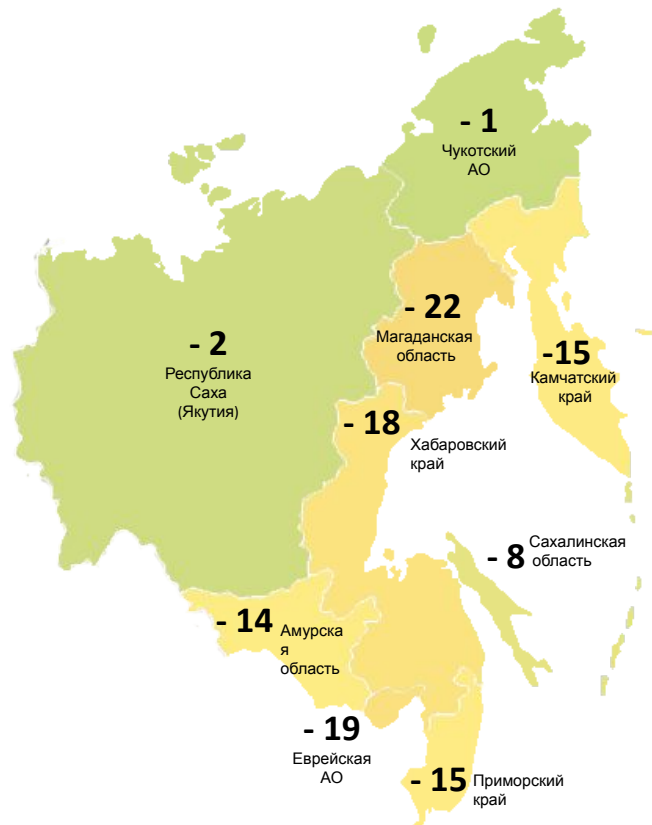 - 1
Чукотский
АО
- 2
Республика
Саха
(Якутия)
- 22
Магаданская
область
-15
Камчатский
край
- 18
Хабаровский
край
- 8
Сахалинская
область
- 14
Амурска
я
область
- 19
Еврейская
АО
- 15
Приморский
край